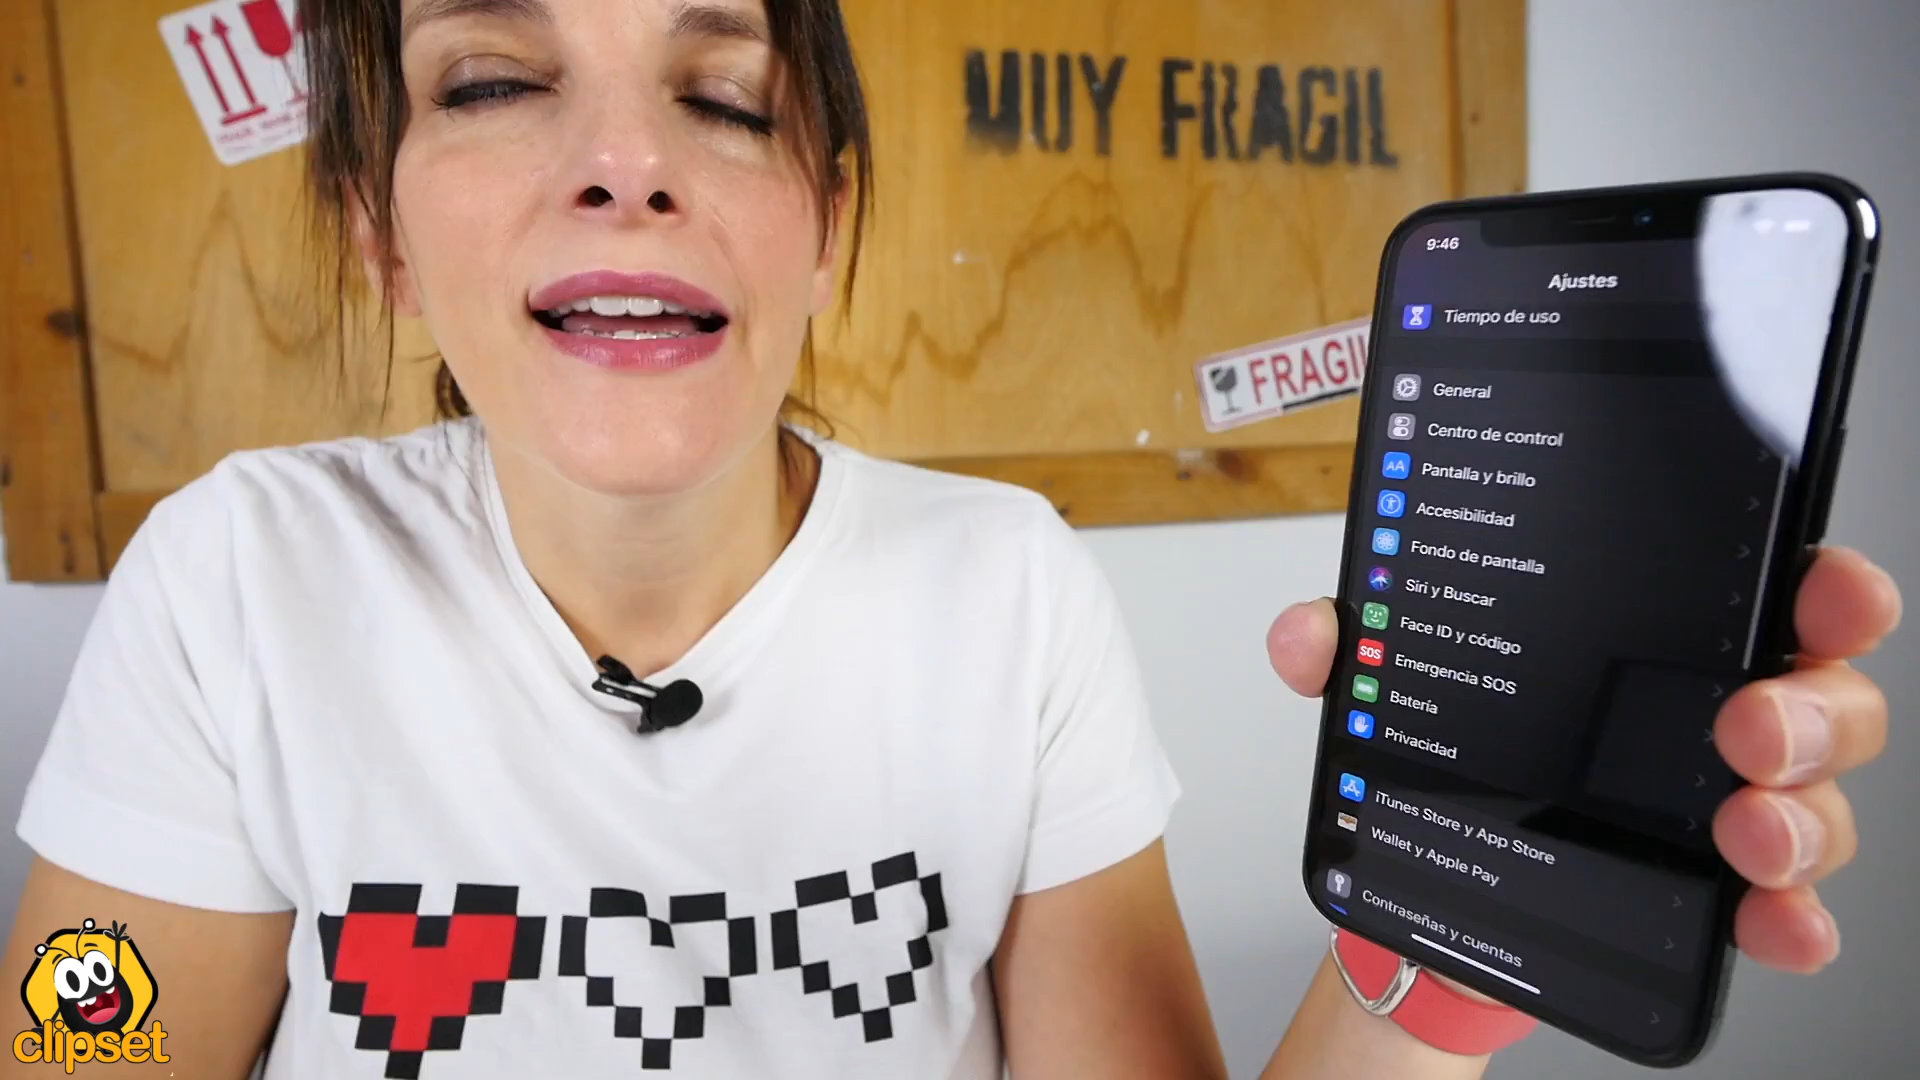 MUY FRAGIL
FRAGIL
9:46
Ajustes
Tiempo de uso
General
Centro de control
Pantalla y brillo
AA
Accesibilidad
Fondo de pantalla
Siri y Buscar
Face ID y código
SOS
Emergencia SOS
Batería
Privacidad
iTunes Store y App Store
Wallet y Apple Pay
Contraseñas y cuentas
clipset